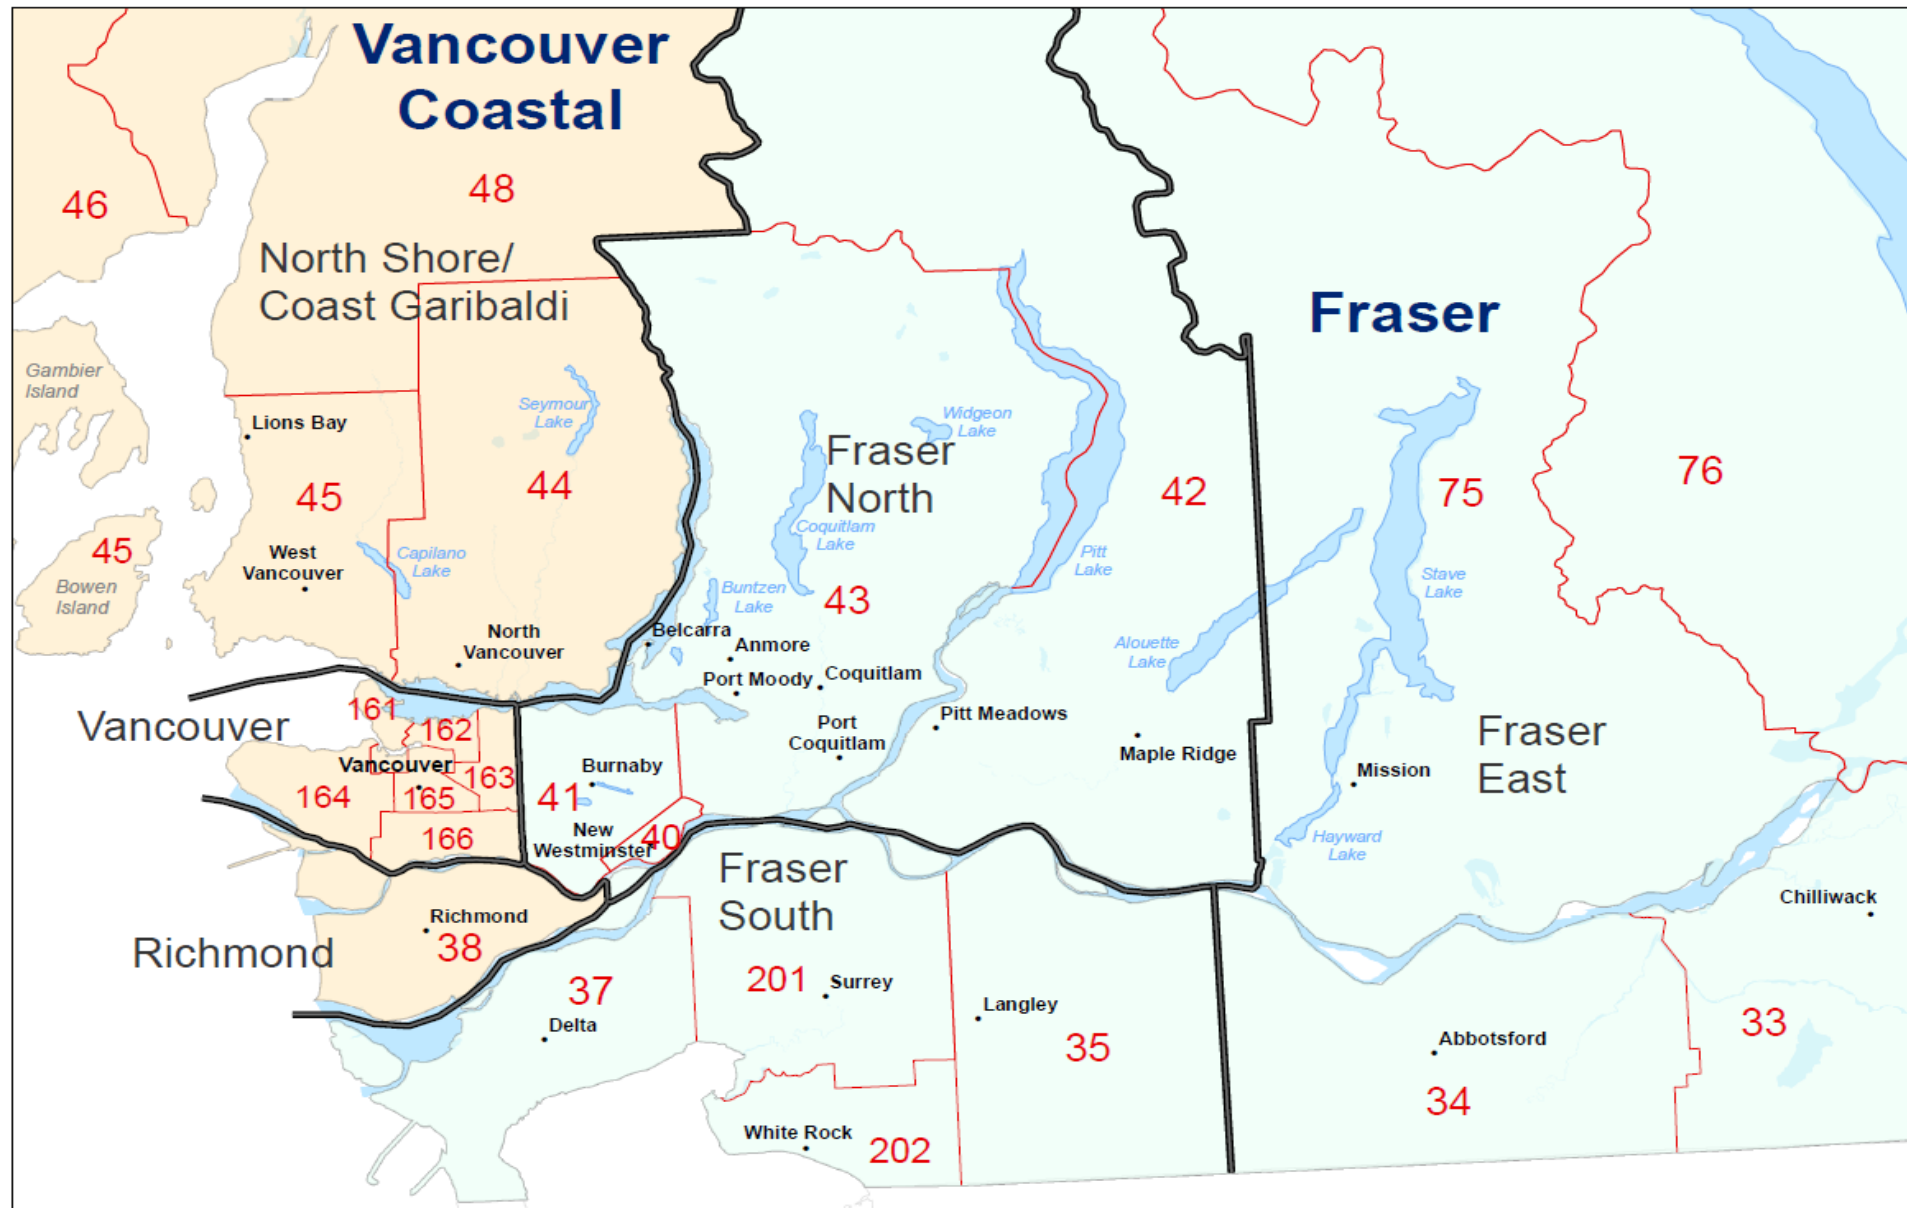 Vancouver
Coastal
46
48
North Shore/
Coast Garibaldi
Fraser
Gambier
Island
Seymour
Lake
Lions Bay
Widgeon
Lake
Fraser
North
45
44
42
75
76
45
Coquitlam
Lake
West
Vancouver
Capilano
Lake
Pitt
Lake
Bowen
Island
Buntzen
Lake
43
Stave
Lake
North
Vancouver
Belcarra
Anmore
Alouette
Lake
Port Moody
Coquitlam
161
Vancouver
162
Port
Coquitlam
Pitt Meadows
Maple Ridge
Fraser
East
Vancouver
163
Burnaby
Mission
164
165
41
166
New
Westminster
40
Hayward
Lake
Fraser
South
Chilliwack
Richmond
Richmond
38
37
201
Surrey
Langley
Delta
35
Abbotsford
33
34
White Rock
202